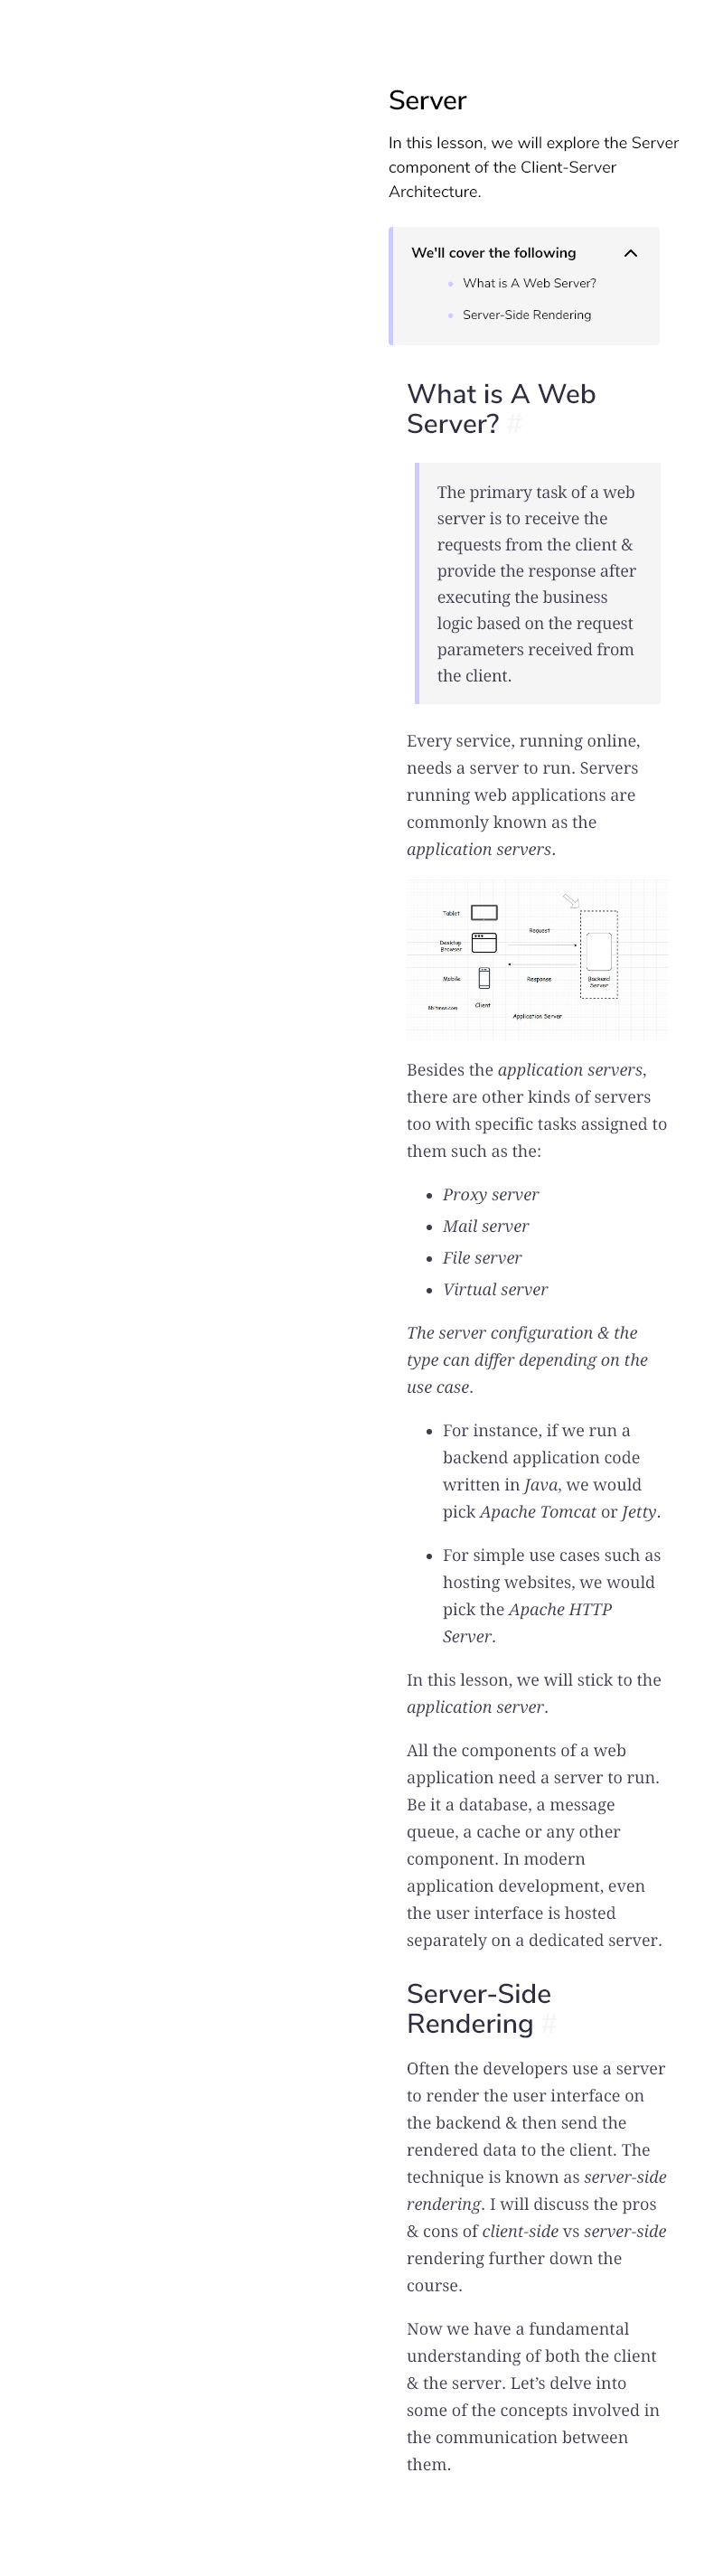 Server
In this lesson, we will explore the Server
component of the Client-Server
Architecture.
We'll cover the following
What is A Web Server?
Server-Side Rendering
What is A Web
Server? #
The primary task of a web
server is to receive the
requests from the client &
provide the response after
executing the business
logic based on the request
parameters received from
the client.
Every service, running online,
needs a server to run. Servers
running web applications are
commonly known as the
application servers.
Tablet
Request
Desktop
Browser
Mobile
Response
Backend
Server
Client
8bitmen.com
Application Server
Besides the application servers,
there are other kinds of servers
too with specific tasks assigned to
them such as the:
• Proxy server
• Mail server
• File server
• Virtual server
The server configuration & the
type can differ depending on the
use case.
• For instance, if we run a
backend application code
written in Java, we would
pick Apache Tomcat or Jetty.
• For simple use cases such as
hosting websites, we would
pick the Apache HTTP
Server.
In this lesson, we will stick to the
application server.
All the components of a web
application need a server to run.
Be it a database, a message
queue, a cache or any other
component. In modern
application development, even
the user interface is hosted
separately on a dedicated server.
Server-Side
Rendering #
Often the developers use a server
to render the user interface on
the backend & then send the
rendered data to the client. The
technique is known as server-side
rendering. I will discuss the pros
& cons of client-side vs server-side
rendering further down the
course.
Now we have a fundamental
understanding of both the client
& the server. Let’s delve into
some of the concepts involved in
the communication between
them.